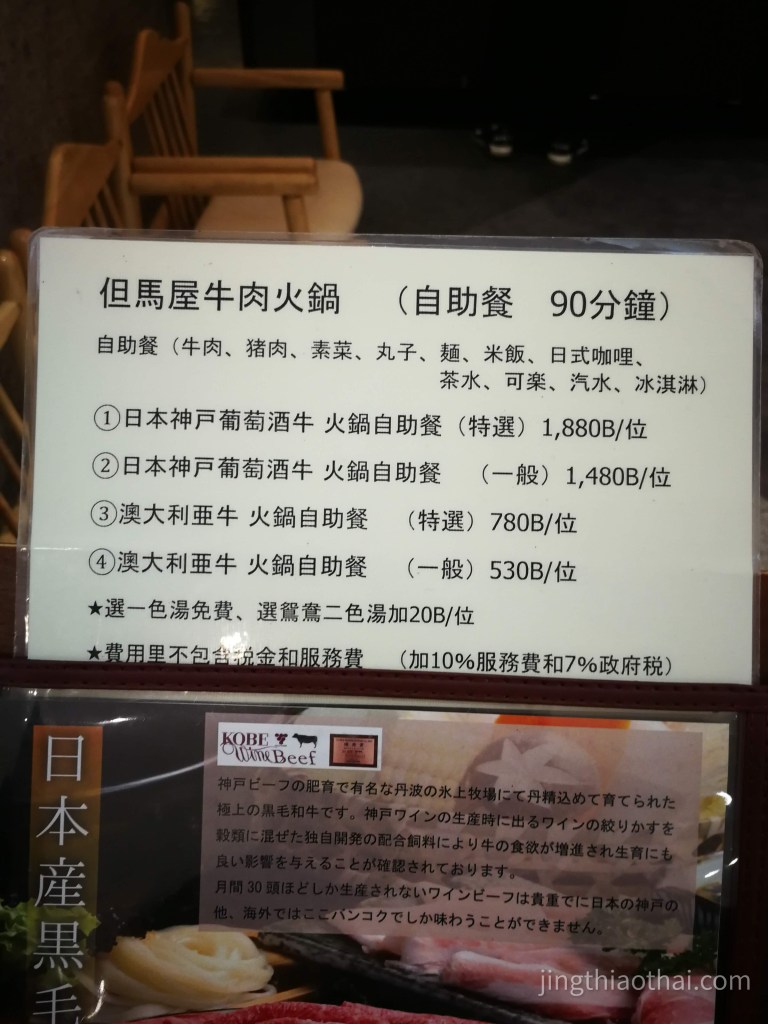 但馬屋牛肉火鍋　（自助餐　90分鐘）
自助餐（牛肉、猪肉、素菜、丸子、麺、米飯、日式咖哩、
茶水、可楽、汽水、冰淇淋）
①日本神戸葡萄酒牛 火鍋自助餐（特選）1,880B/位
②日本神戸葡萄酒牛 火鍋自助餐　（一般）1,480B/位
③澳大利亜牛 火鍋自助餐　（特選）780B/位
④澳大利亜牛 火鍋自助餐　（一般）530B/位
★選一色湯免費、選鴛鴦二色湯加20B/位
★費用里不包含税金和服務費　（加10%服務費和7%政府税）
KOBE
Wine Beef
神戸ビーフの肥育で有名な丹波の氷上牧場にて丹精込めて育てられた
極上の黒毛和牛です。神戸ワインの生産時に出るワインの絞りかすを
穀類に混ぜた独自開発の配合飼料により牛の食欲が増進され生育にも
良い影響を与えることが確認されております。
月間30頭ほどしか生産されないワインビーフは貴重でに日本の神戸の
他、海外ではここバンコクでしか味わうことができません。
日本産黒毛
jingthiaothai.com